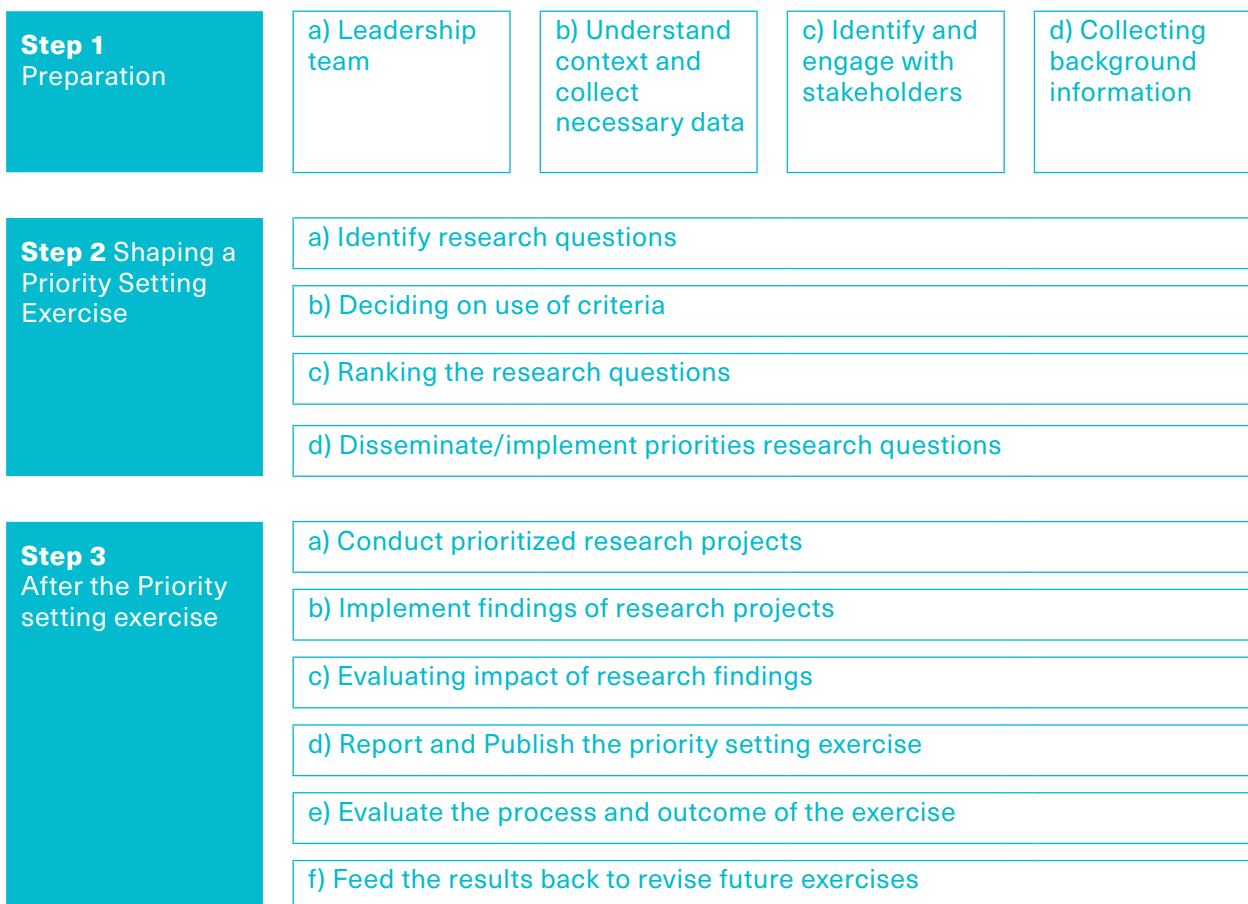 Step 1
Preparation
a) Leadership
team
b) Understand
context and
collect
necessary data
c) Identify and
engage with
stakeholders
d) Collecting
background
information
Step 2 Shaping a
Priority Setting
Exercise
a) Identify research questions
b) Deciding on use of criteria
c) Ranking the research questions
d) Disseminate/implement priorities research questions
Step 3
After the Priority
setting exercise
a) Conduct prioritized research projects
b) Implement findings of research projects
c) Evaluating impact of research findings
d) Report and Publish the priority setting exercise
e) Evaluate the process and outcome of the exercise
f) Feed the results back to revise future exercises